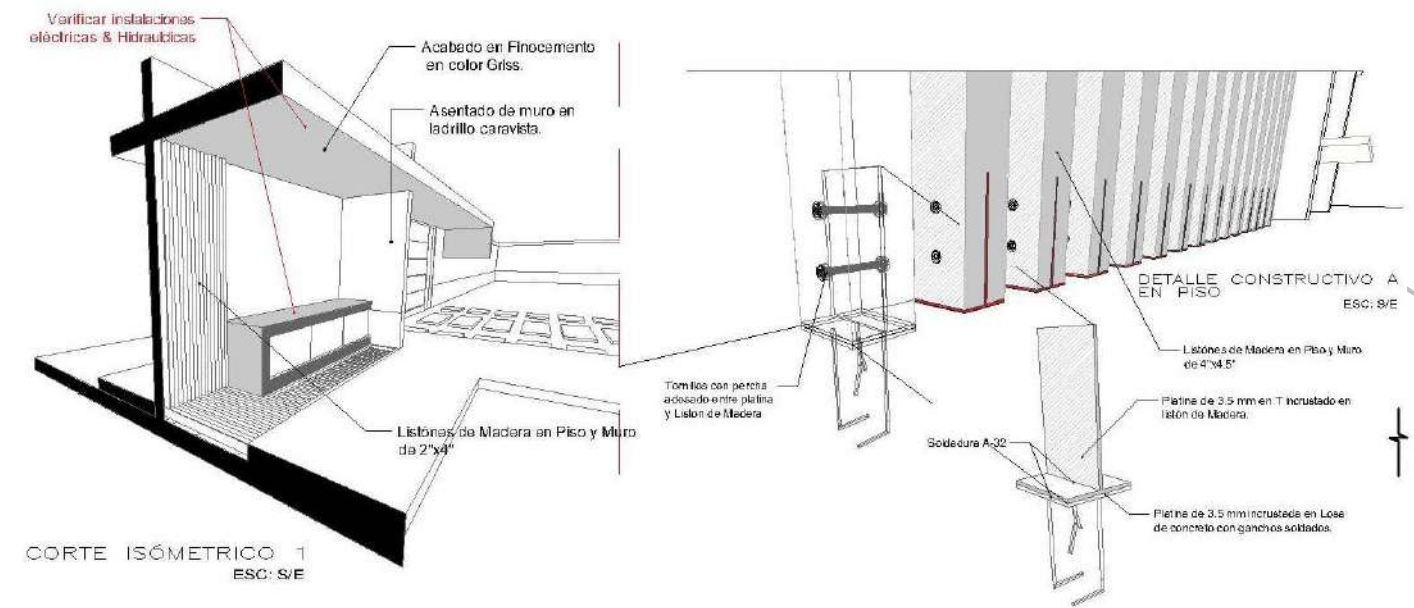 Verificar instalaciones
eléctricas & Hidrauldicas
Acabado en Finocemento
en color Griss.
Asentado de muro en
ladrillo caravista.
Listónes de Madera en Piso y Muro
de 2"x4"
CORTE ISÓMETRICO 1
ESC: S/E
DETALLE CONSTRUCTIVO A
EN PISO
ESC: S/E
Listónes de Madera en Piso y Muro
de 4"x4.5"
Tornillos con percha
adosado entre platina
y Liston de Madera
Platina de 3.5 mm en T incrustado en
listón de Madera.
Soldadura A-32
Platina de 3.5 mm incrustada en Losa
de concreto con ganchos soldados.